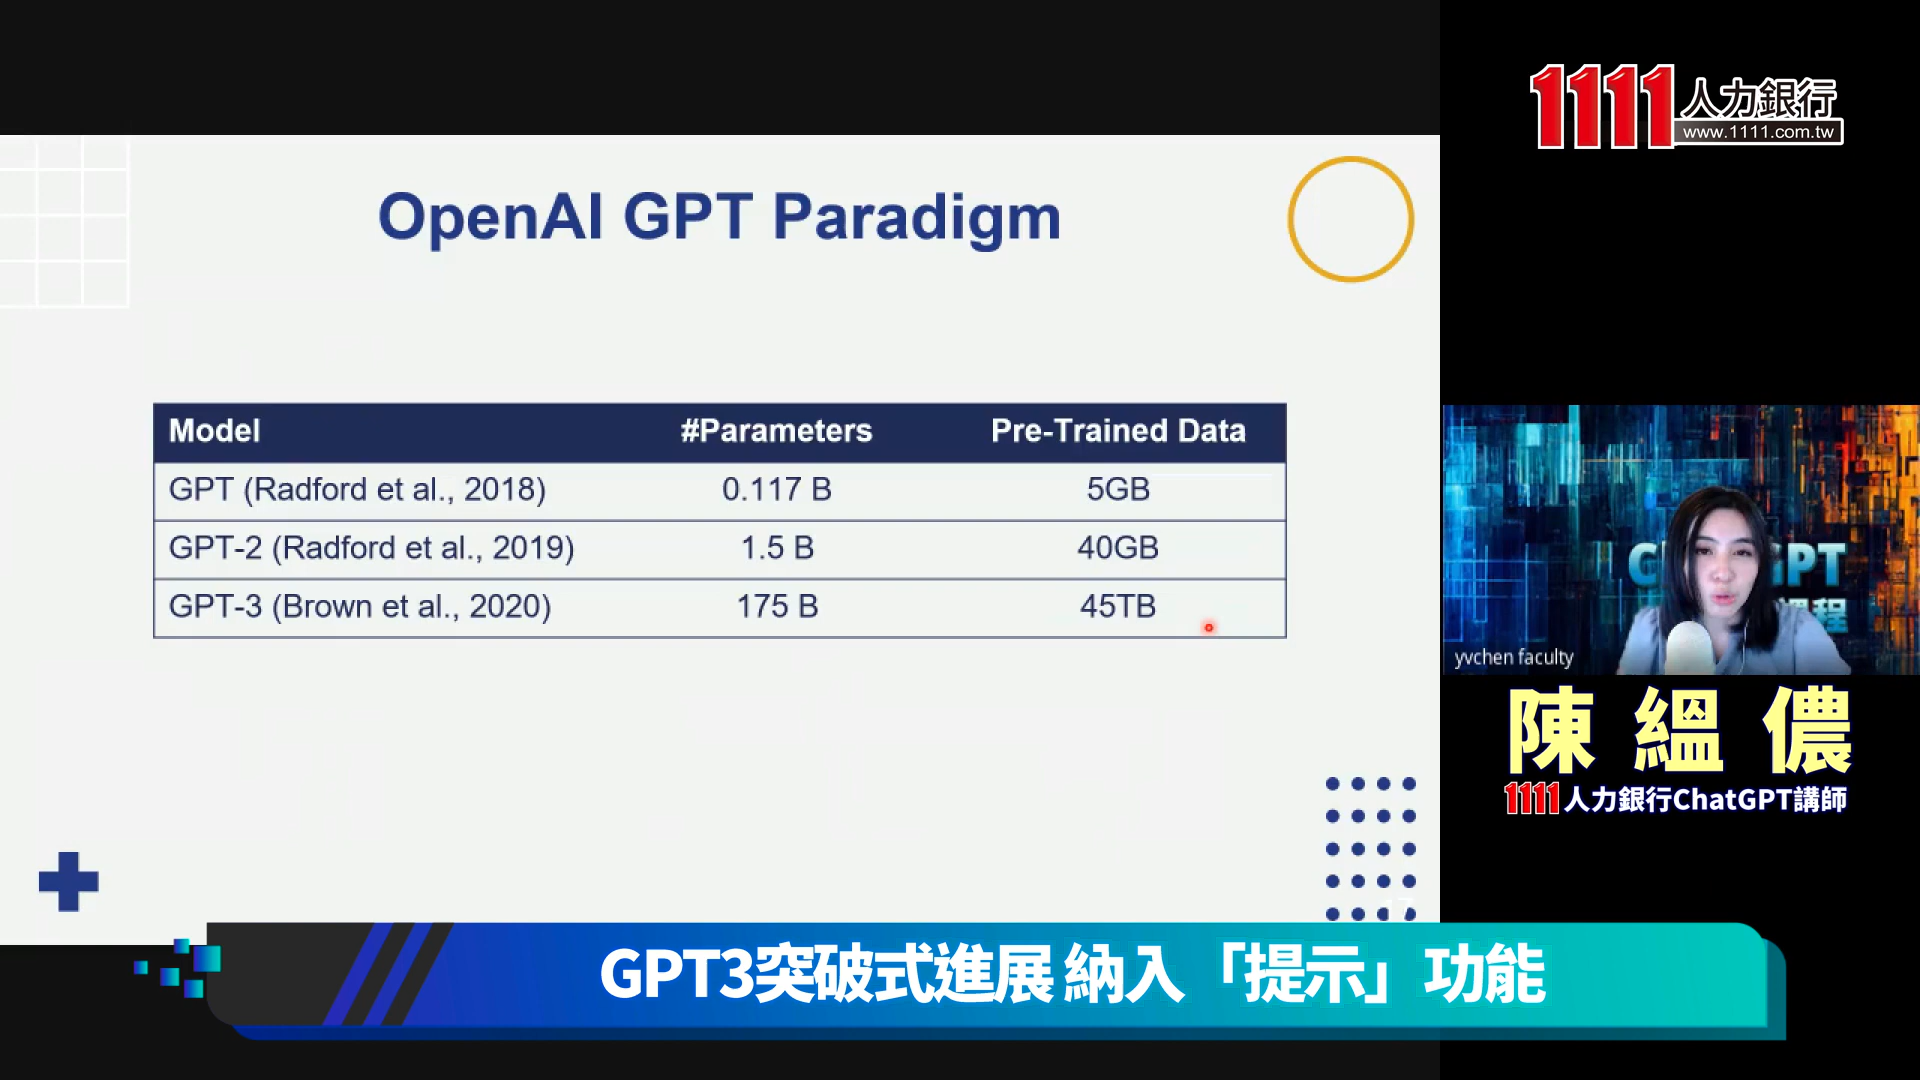 OpenAI GPT Paradigm
Model #Parameters Pre-Trained Data
GPT (Radford et al., 2018) 0.117 B 5GB
GPT-2 (Radford et al., 2019) 1.5 B 40GB
GPT-3 (Brown et al., 2020) 175 B 45TB
1111人力銀行
www.1111.com.tw
yvchen faculty
陳縕儂
1111人力銀行ChatGPT講師
GPT3突破式進展 納入「提示」功能